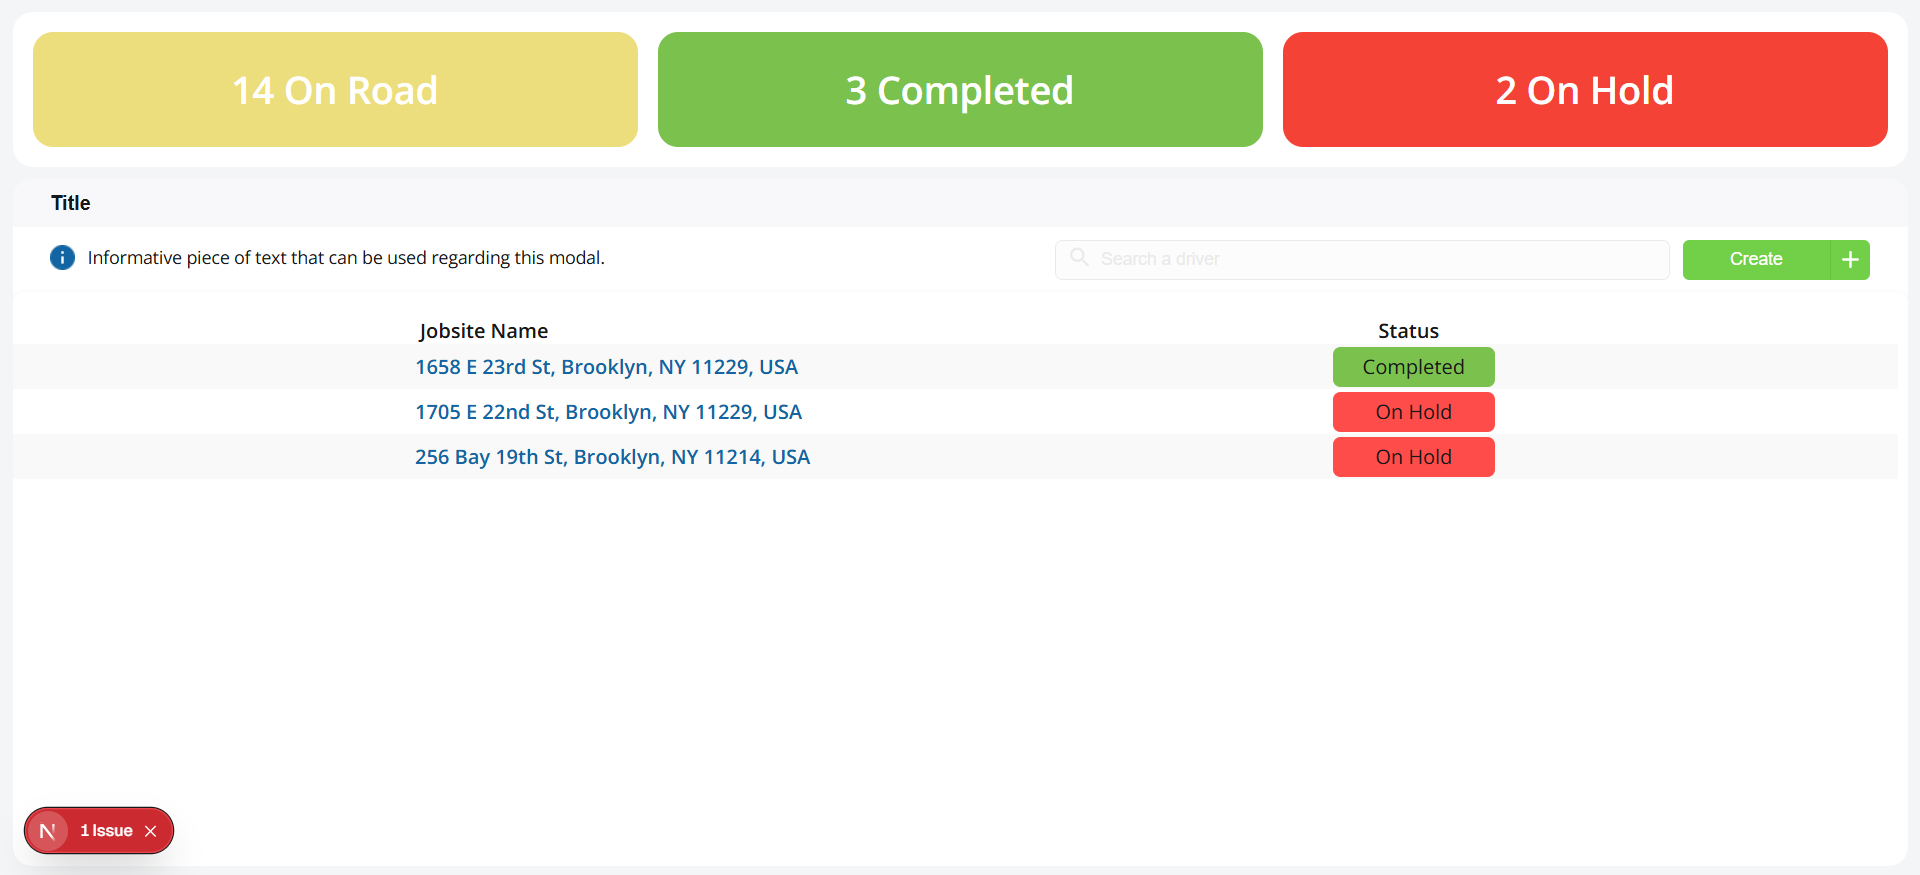 14 On Road
3 Completed
2 On Hold
Title
Informative piece of text that can be used regarding this modal.
Search a driver
Create
Jobsite Name
Status
1658 E 23rd St, Brooklyn, NY 11229, USA
Completed
1705 E 22nd St, Brooklyn, NY 11229, USA
On Hold
256 Bay 19th St, Brooklyn, NY 11214, USA
On Hold
1 Issue